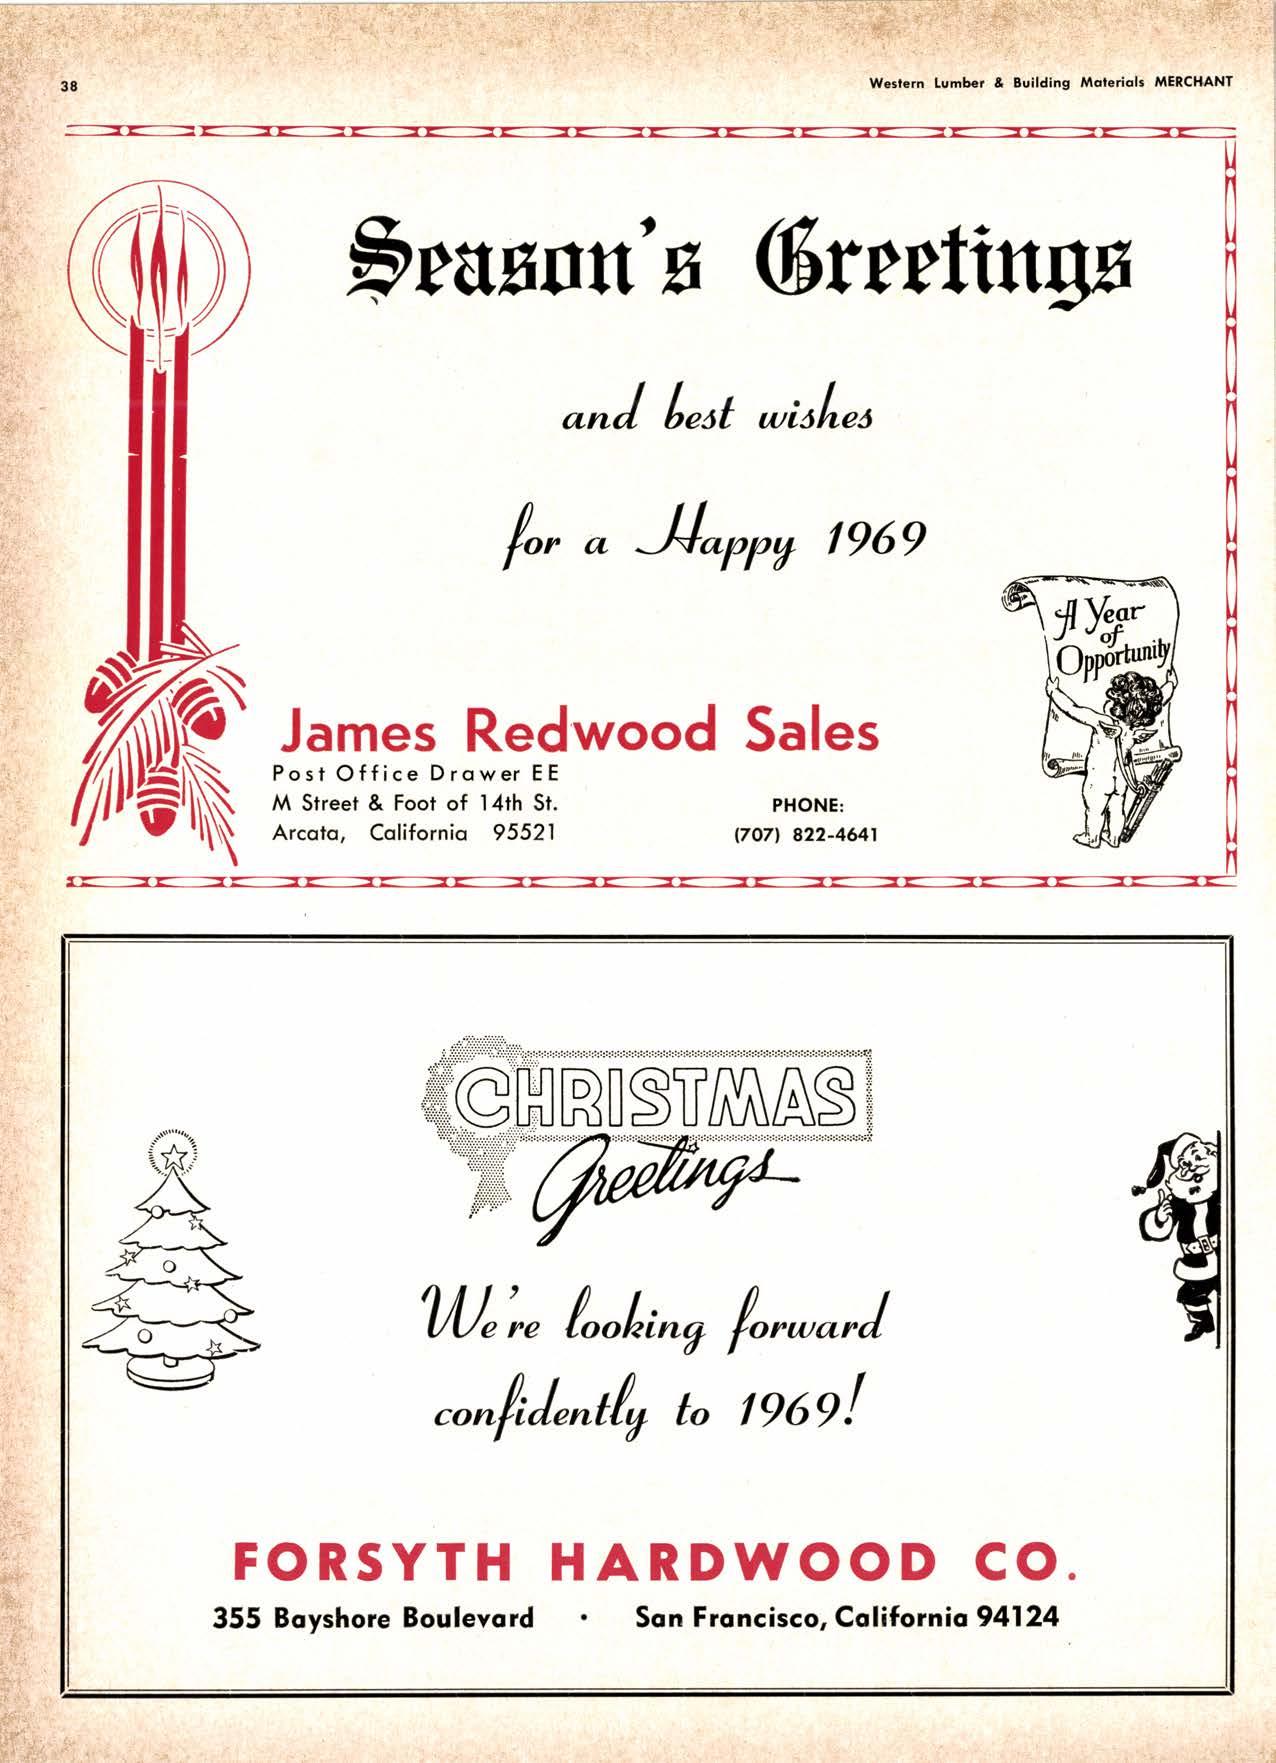 38
Western Lumber & Building Materials MERCHANT
Season's Greetings
and best wishes
for a Happy 1969
A Year
of
Opportunity
James Redwood Sales
Post Office Drawer EE
M Street & Foot of 14th St.
Arcata, California 95521
PHONE:
(707) 822-4641
CHRISTMAS
Greetings
We're looking forward
confidently to 1969!
FORSYTH HARDWOOD CO.
355 Bayshore Boulevard • San Francisco, California 94124